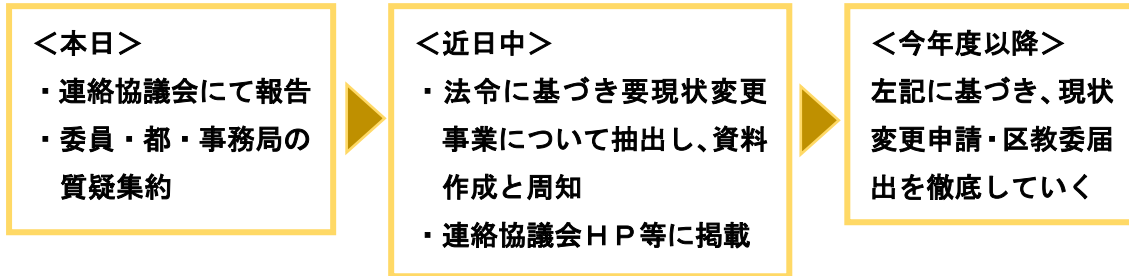 ＜本日＞
・連絡協議会にて報告
・委員・都・事務局の
質疑集約
＜近日中＞
・法令に基づき要現状変更
事業について抽出し、資料
作成と周知
・連絡協議会ＨＰ等に掲載
＜今年度以降＞
左記に基づき、現状
変更申請・区教委届
出を徹底していく